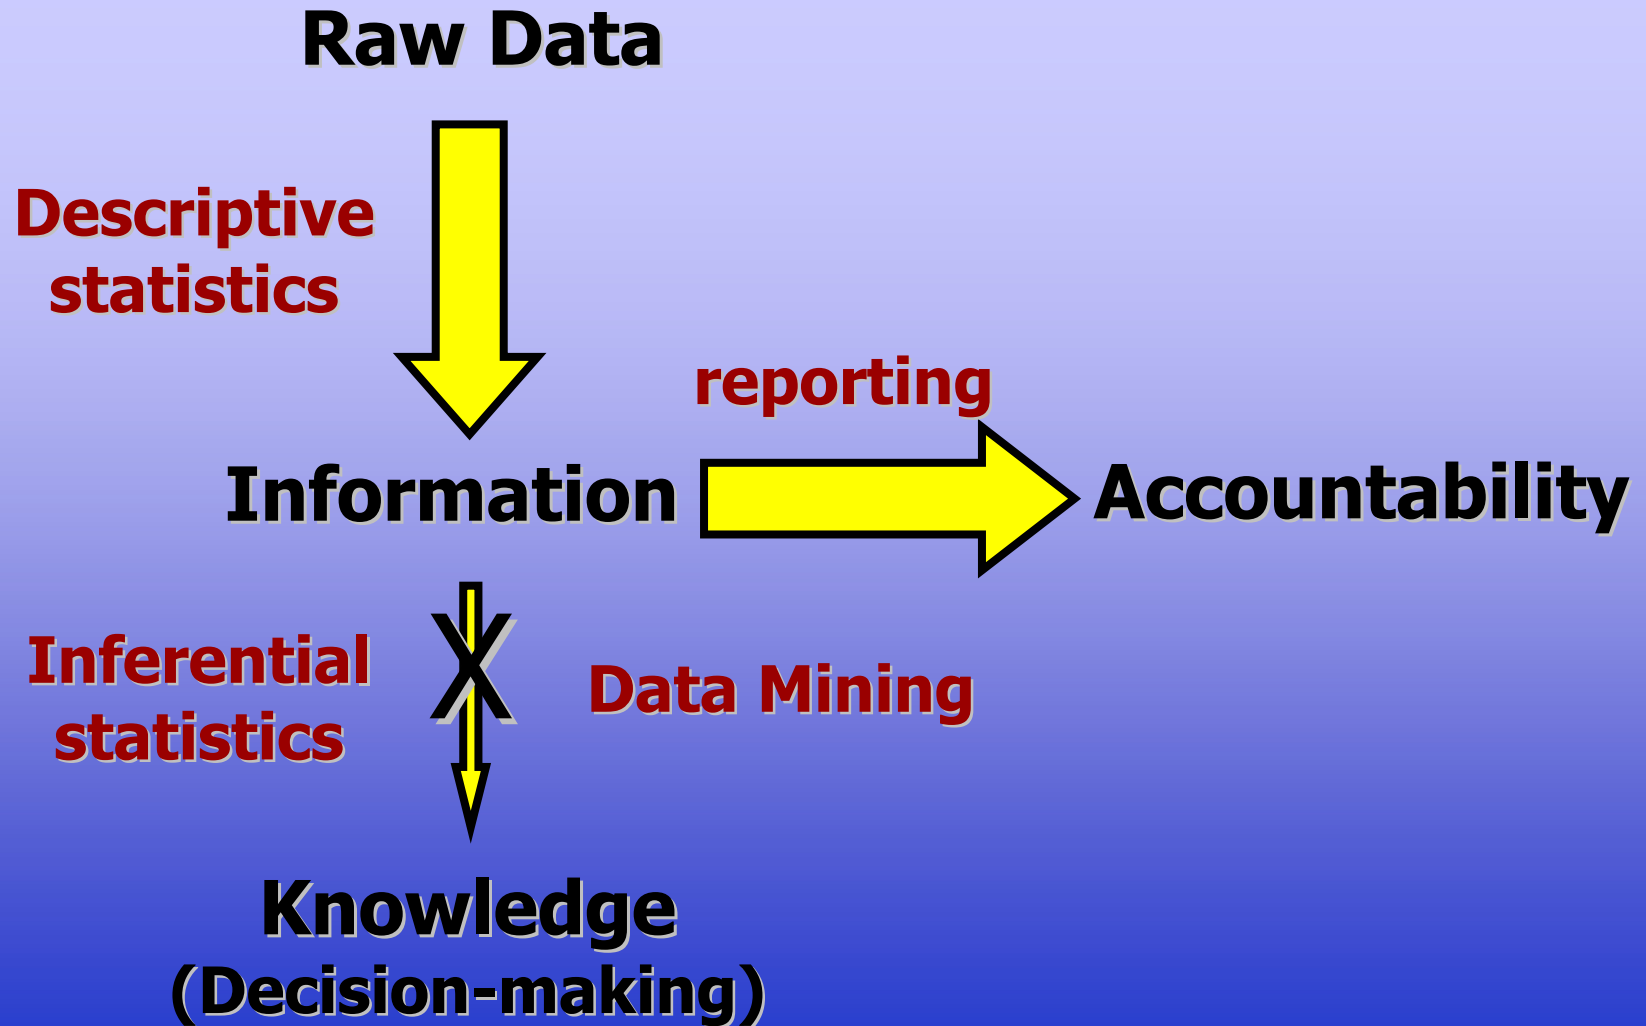 Raw Data
Descriptive
statistics
reporting
Information
Accountability
Inferential
statistics
X
Data Mining
Knowledge
(Decision-making)